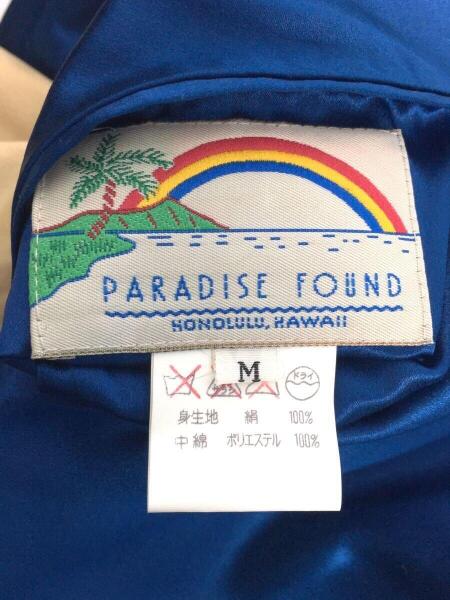 PARADISE FOUND
HONOLULU, HAWAII
M
ドライ
身生地 絹 100%
中綿 ポリエステル 100%